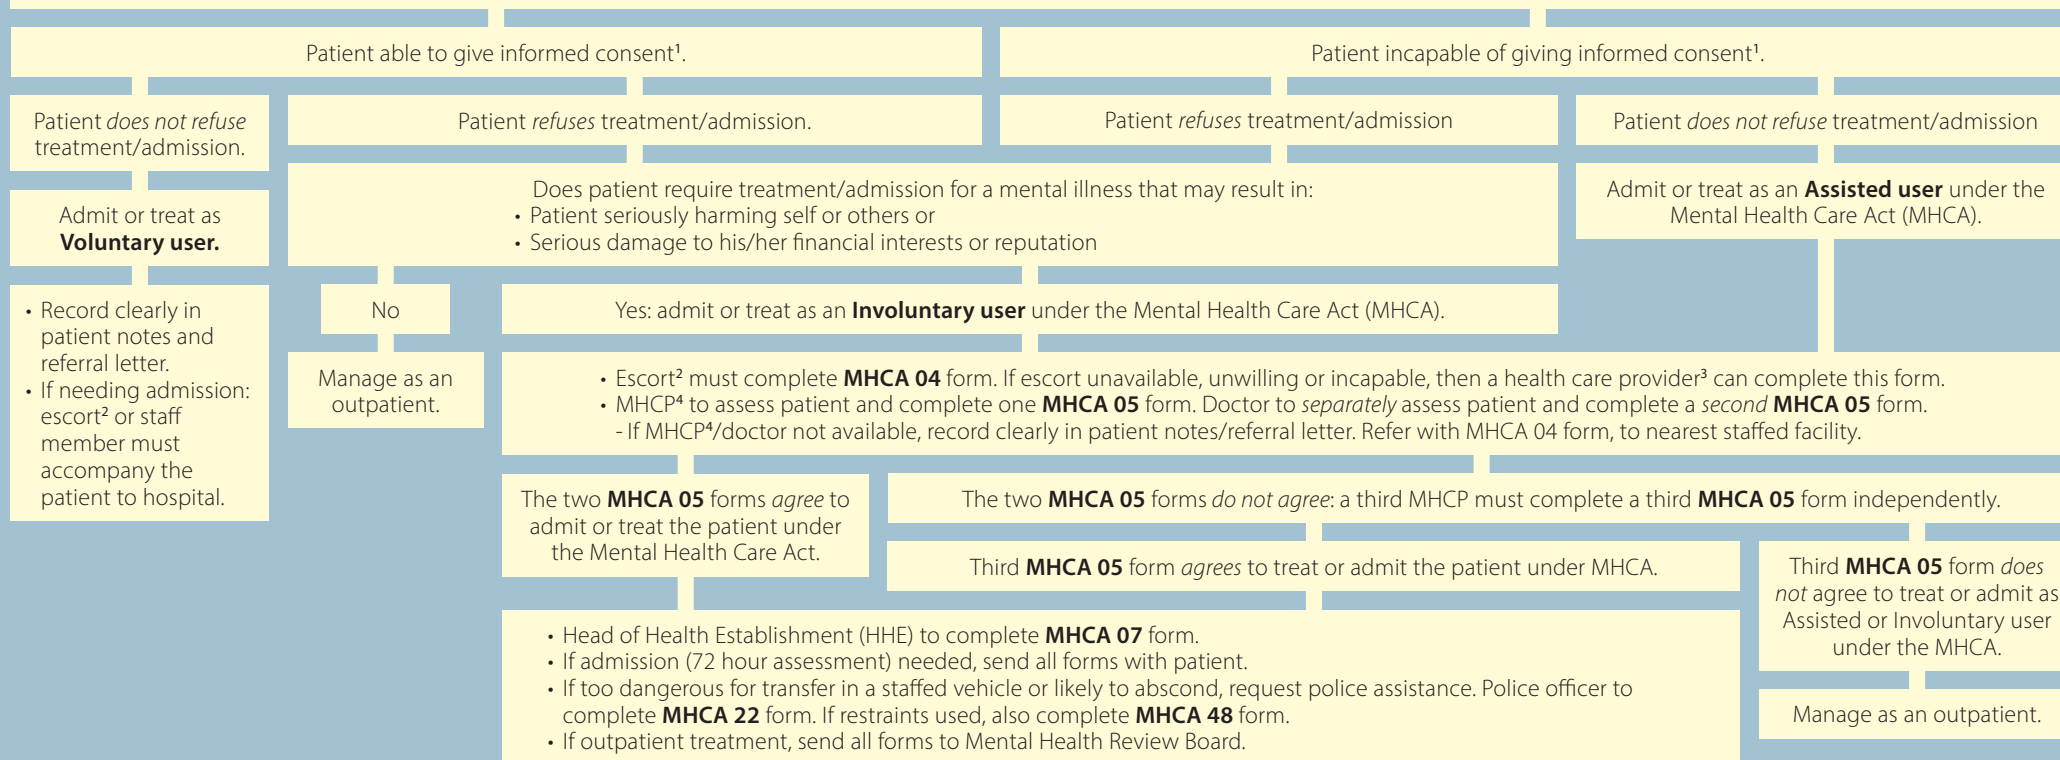 Patient able to give informed consent¹.
Patient incapable of giving informed consent¹.
Patient does not refuse
treatment/admission.
Patient refuses treatment/admission.
Patient refuses treatment/admission
Patient does not refuse treatment/admission
Admit or treat as
Voluntary user.
Does patient require treatment/admission for a mental illness that may result in:
• Patient seriously harming self or others or
• Serious damage to his/her financial interests or reputation
Admit or treat as an Assisted user under the
Mental Health Care Act (MHCA).
• Record clearly in
patient notes and
referral letter.
• If needing admission:
escort² or staff
member must
accompany the
patient to hospital.
No
Yes: admit or treat as an Involuntary user under the Mental Health Care Act (MHCA).
Manage as an
outpatient.
• Escort² must complete MHCA 04 form. If escort unavailable, unwilling or incapable, then a health care provider³ can complete this form.
• MHCP⁴ to assess patient and complete one MHCA 05 form. Doctor to separately assess patient and complete a second MHCA 05 form.
- If MHCP⁴/doctor not available, record clearly in patient notes/referral letter. Refer with MHCA 04 form, to nearest staffed facility.
The two MHCA 05 forms agree to
admit or treat the patient under
the Mental Health Care Act.
The two MHCA 05 forms do not agree: a third MHCP must complete a third MHCA 05 form independently.
Third MHCA 05 form agrees to treat or admit the patient under MHCA.
Third MHCA 05 form does
not agree to treat or admit as
Assisted or Involuntary user
under the MHCA.
• Head of Health Establishment (HHE) to complete MHCA 07 form.
• If admission (72 hour assessment) needed, send all forms with patient.
• If too dangerous for transfer in a staffed vehicle or likely to abscond, request police assistance. Police officer to
complete MHCA 22 form. If restraints used, also complete MHCA 48 form.
• If outpatient treatment, send all forms to Mental Health Review Board.
Manage as an outpatient.